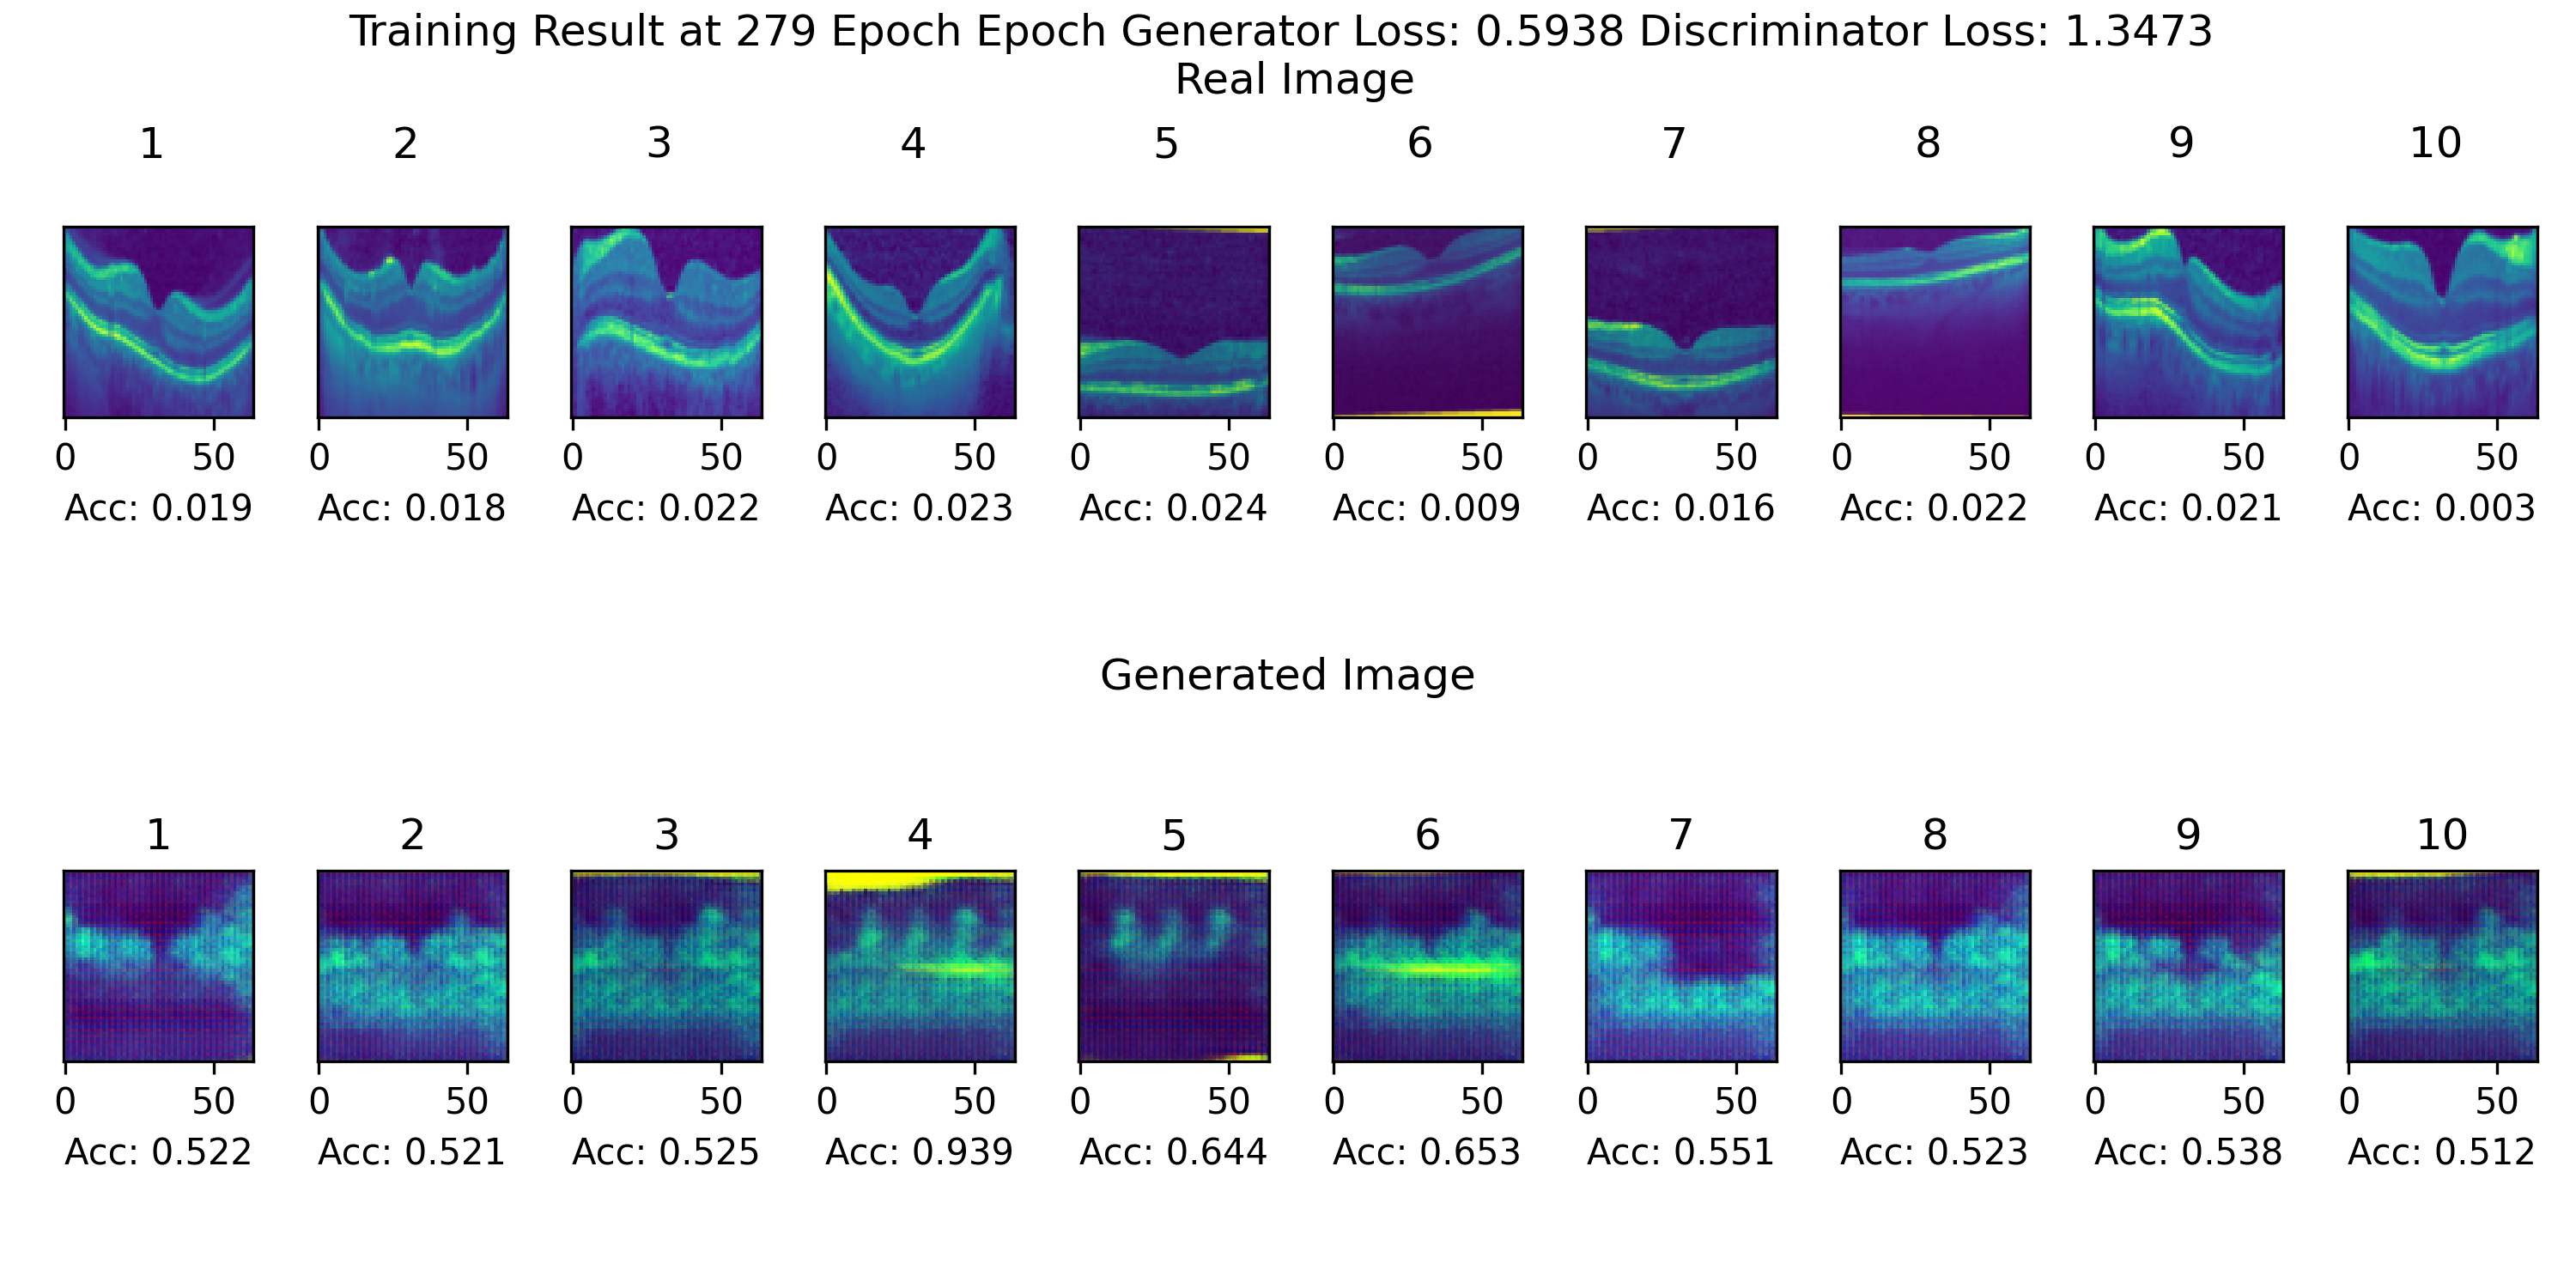 Training Result at 279 Epoch Epoch Generator Loss: 0.5938 Discriminator Loss: 1.3473
Real Image
1 2 3 4 5 6 7 8 9 10
0 50 0 50 0 50 0 50 0 50 0 50 0 50 0 50 0 50 0 50
Acc: 0.019 Acc: 0.018 Acc: 0.022 Acc: 0.023 Acc: 0.024 Acc: 0.009 Acc: 0.016 Acc: 0.022 Acc: 0.021 Acc: 0.003
Generated Image
1 2 3 4 5 6 7 8 9 10
0 50 0 50 0 50 0 50 0 50 0 50 0 50 0 50 0 50 0 50
Acc: 0.522 Acc: 0.521 Acc: 0.525 Acc: 0.939 Acc: 0.644 Acc: 0.653 Acc: 0.551 Acc: 0.523 Acc: 0.538 Acc: 0.512